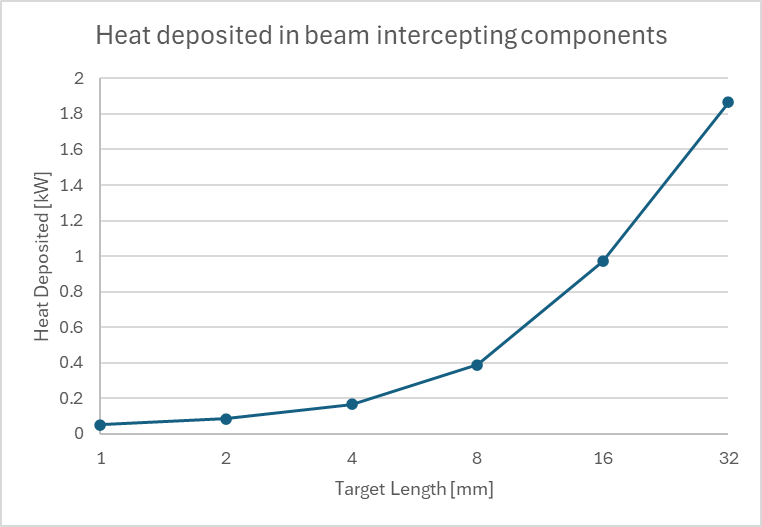 Heat deposited in beam intercepting components
2
1.8
1.6
1.4
1.2
1
0.8
0.6
0.4
0.2
0
Heat Deposited [kW]
1 2 4 8 16 32
Target Length [mm]